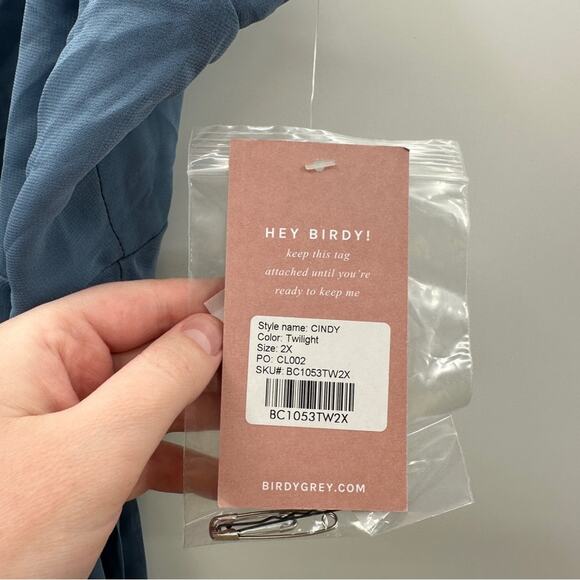 HEY BIRDY!
keep this tag
attached until you're
ready to keep me
Style name: CINDY
Color: Twilight
Size: 2X
PO: CL002
SKU#: BC1053TW2X
BC1053TW2X
BIRDYGREY.COM